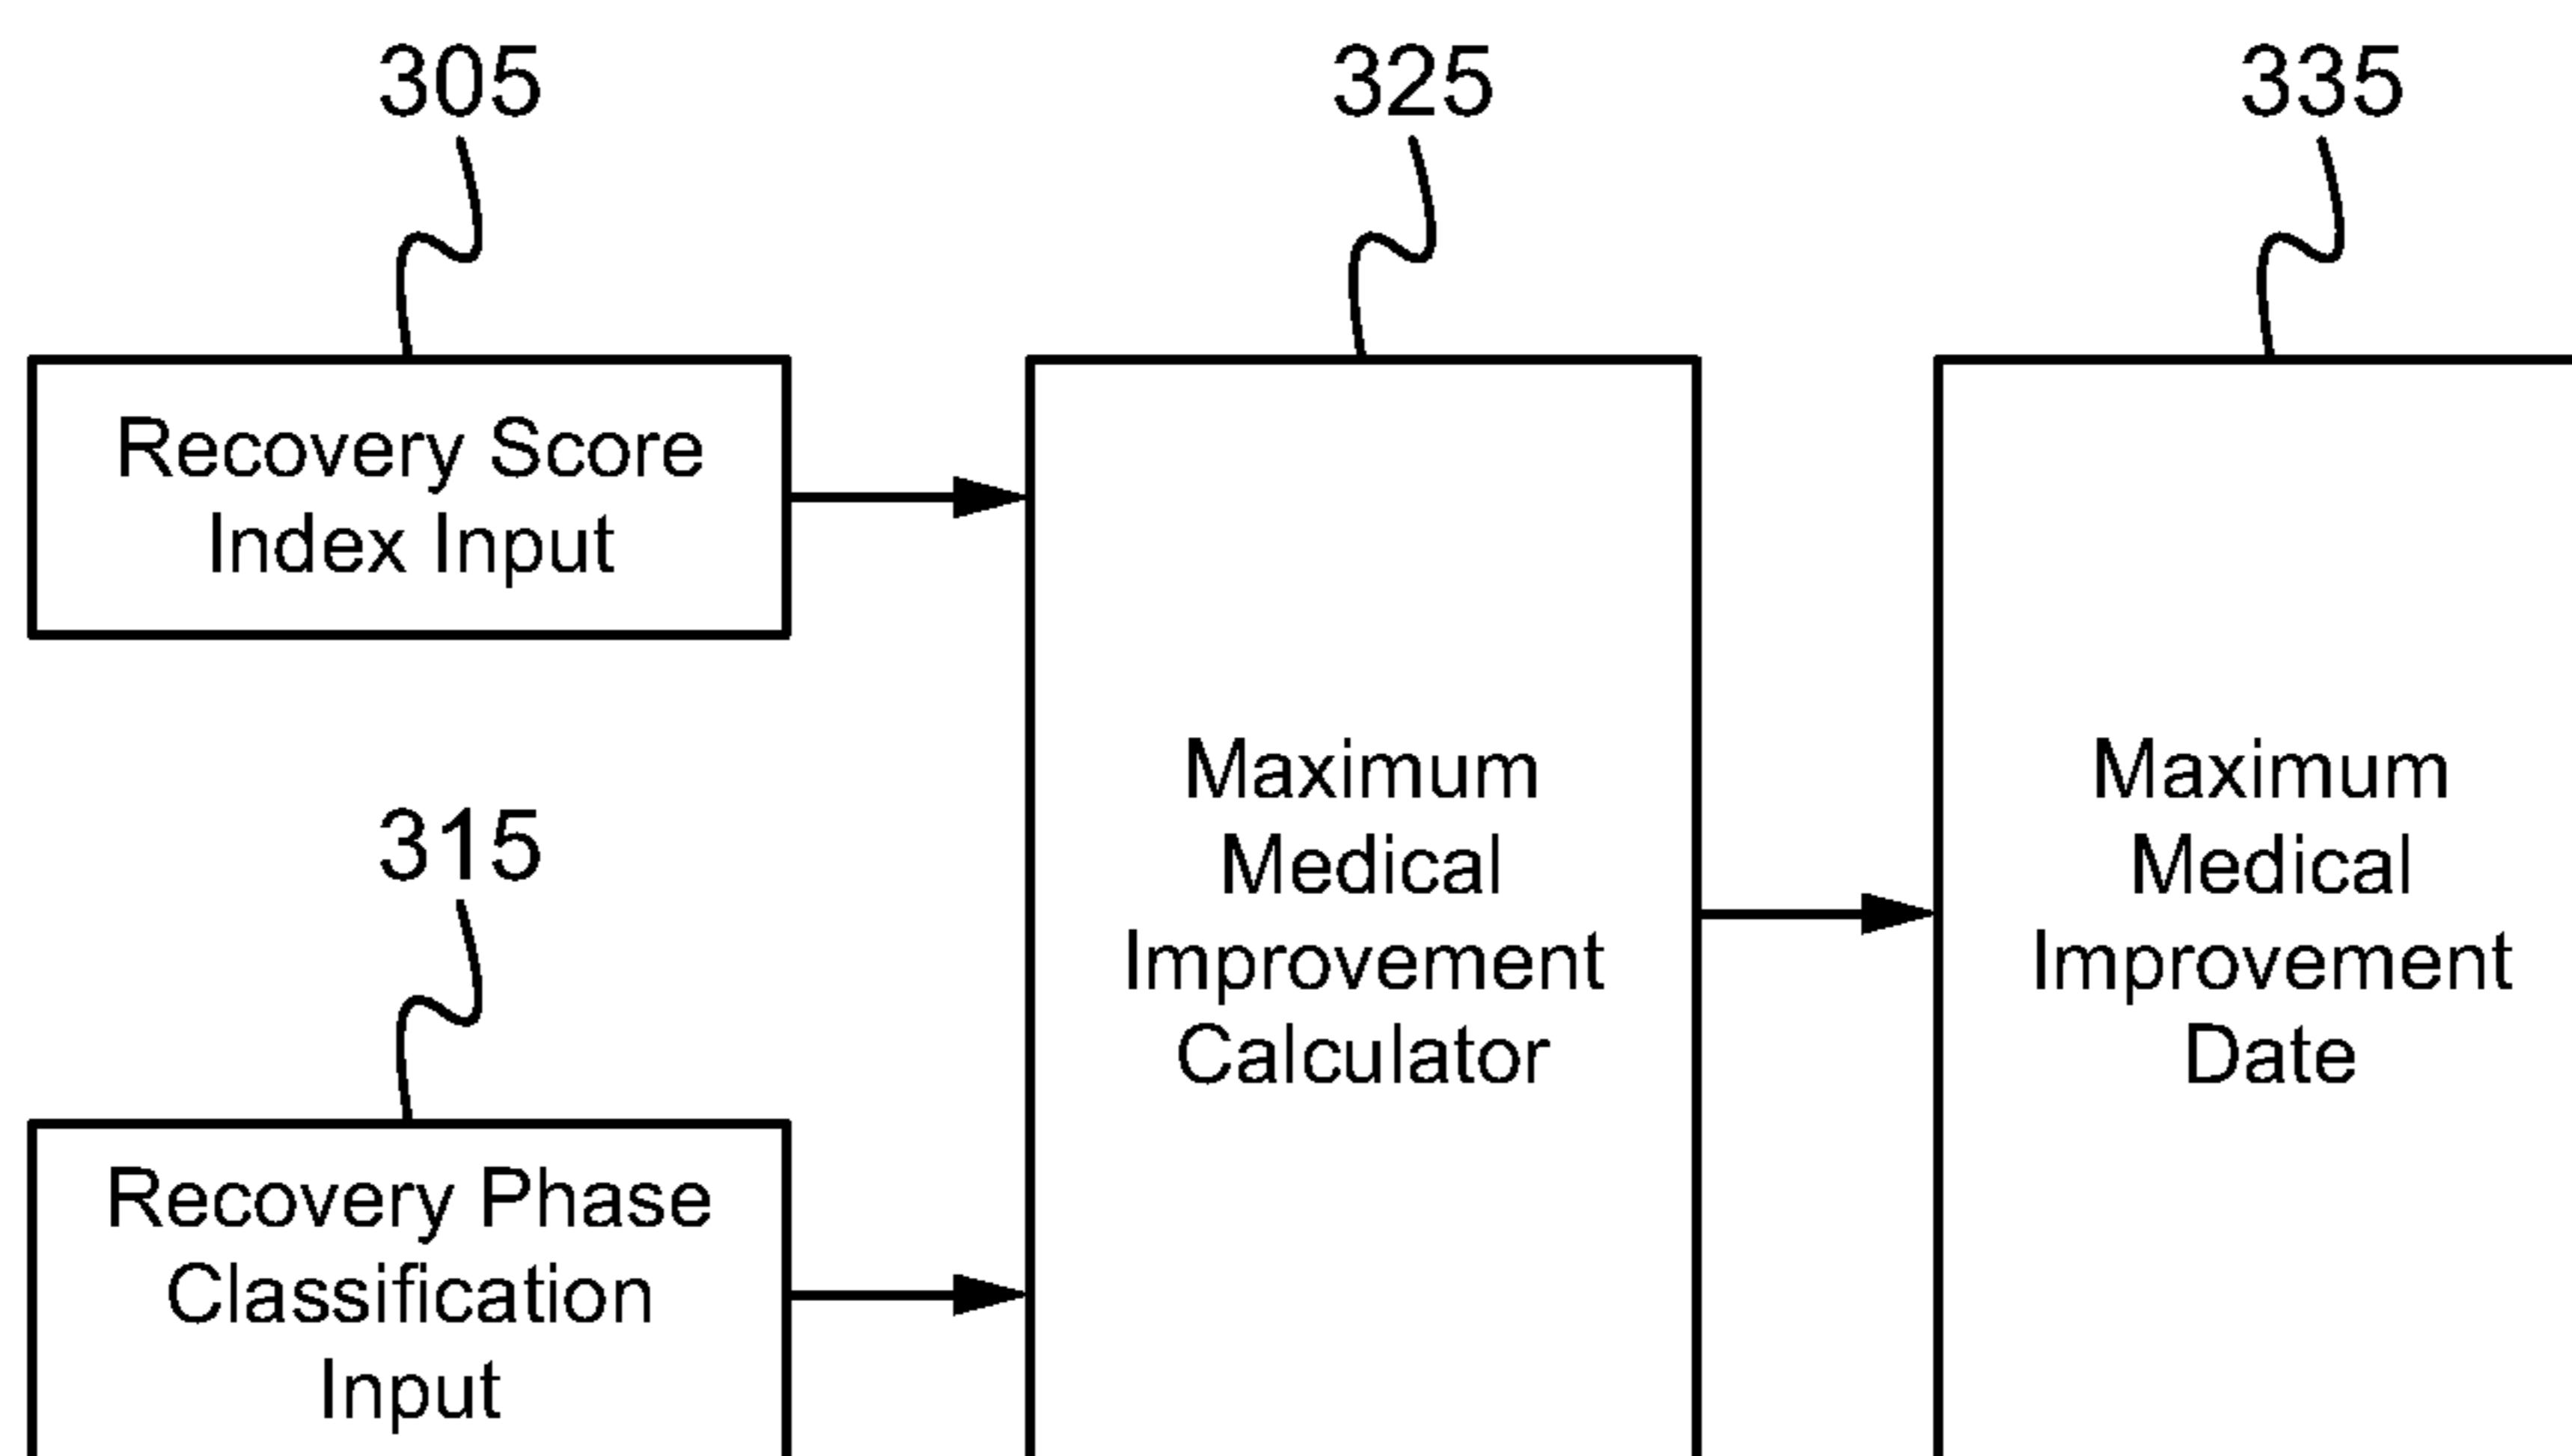 305
Recovery Score
Index Input
315
Recovery Phase
Classification
Input
325
Maximum
Medical
Improvement
Calculator
335
Maximum
Medical
Improvement
Date